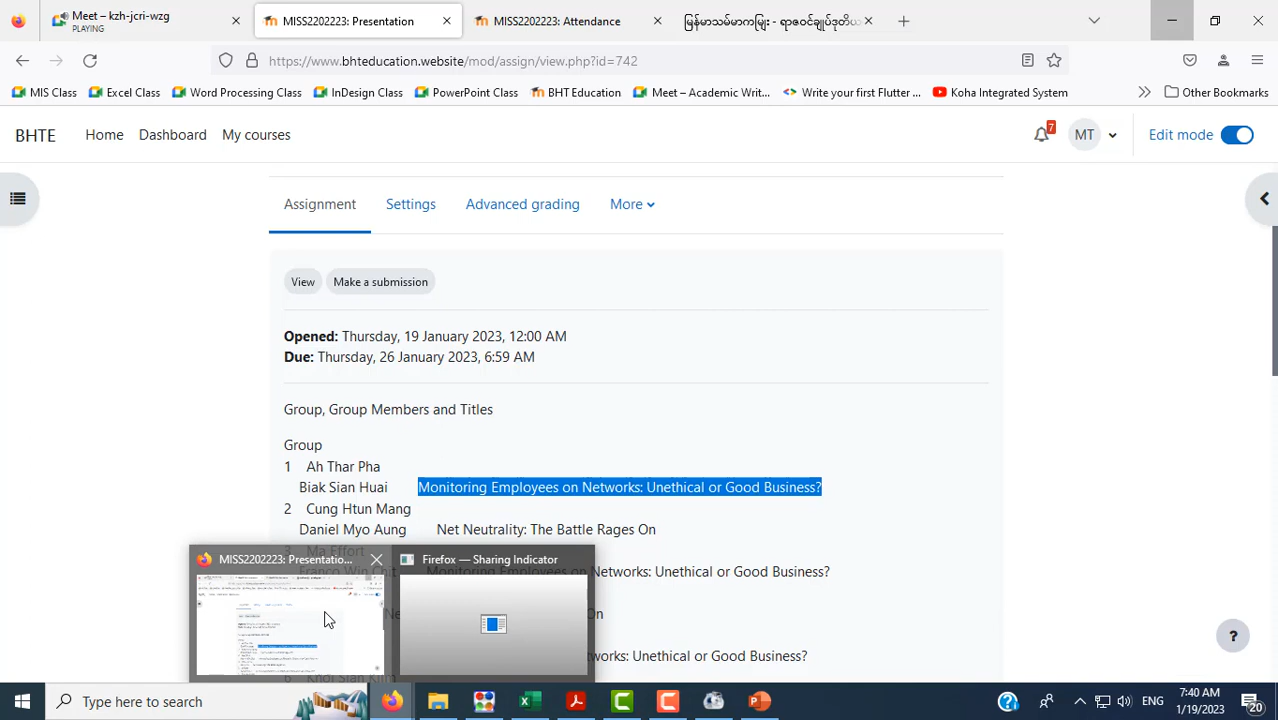 Meet – kzh-jcri-wzg
PLAYING
MISS2202223: Presentation
MISS2202223: Attendance
https://www.bhteducation.website/mod/assign/view.php?id=742
MIS Class
Excel Class
Word Processing Class
InDesign Class
PowerPoint Class
BHT Education
Meet – Academic Writ...
Write your first Flutter ...
Koha Integrated System
Other Bookmarks
BHTE
Home
Dashboard
My courses
7
MT
Edit mode
Assignment
Settings
Advanced grading
More
View
Make a submission
Opened: Thursday, 19 January 2023, 12:00 AM
Due: Thursday, 26 January 2023, 6:59 AM
Group, Group Members and Titles
Group
1 Ah Thar Pha
Biak Sian Huai Monitoring Employees on Networks: Unethical or Good Business?
2 Cung Htun Mang
Daniel Myo Aung Net Neutrality: The Battle Rages On
3 Ma Effort
Franco Win Chit Monitoring Employees on Networks: Unethical or Good Business?
MISS2202223: Presentatio...
Firefox — Sharing Indicator
Unethical or Good Business?
?
Type here to search
ENG
7:40 AM
1/19/2023
20